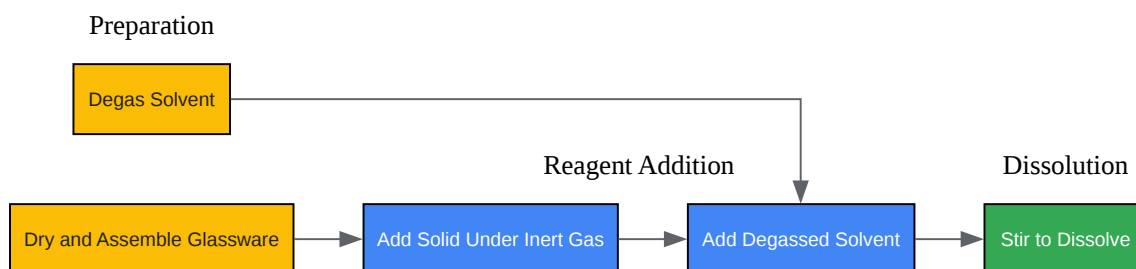 Preparation
Degas Solvent
Reagent Addition
Dissolution
Dry and Assemble Glassware
Add Solid Under Inert Gas
Add Degassed Solvent
Stir to Dissolve